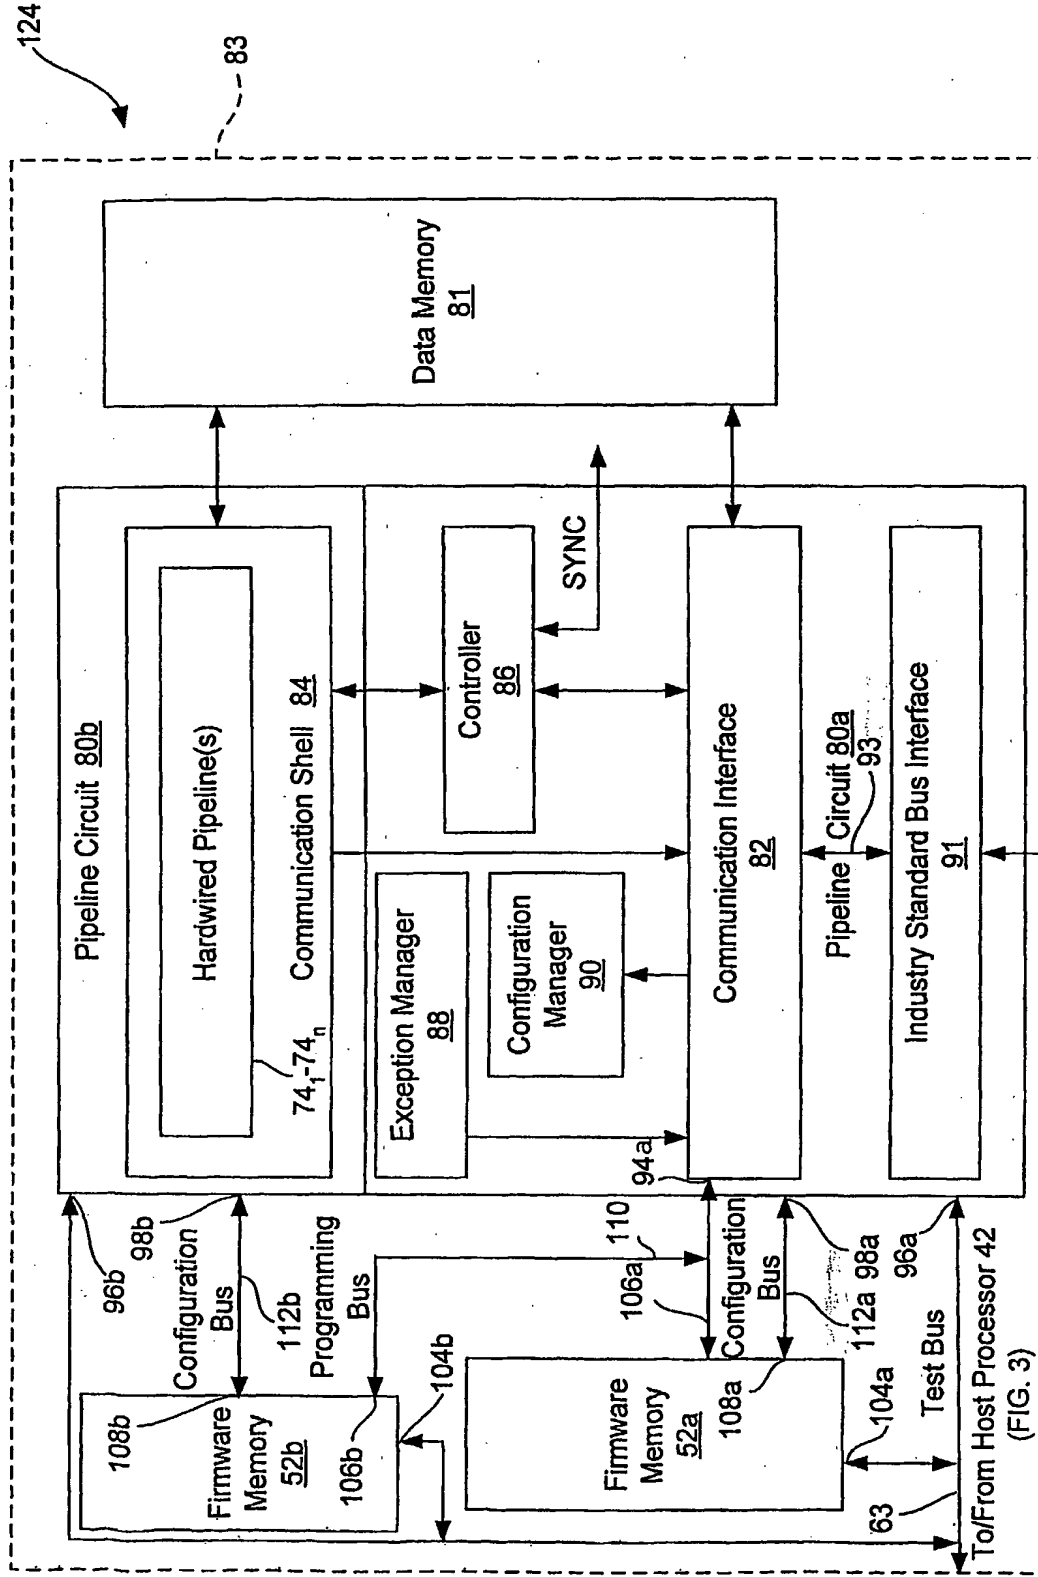 124
83
Data Memory
81
Pipeline Circuit 80b
Hardwired Pipeline(s)
74₁-74ₙ
Communication Shell 84
Controller
86
SYNC
Exception Manager
88
Configuration
Manager
90
Communication Interface
82
94a
Pipeline Circuit 80a
93
Industry Standard Bus Interface
91
96b
98b
Configuration
Bus
112b
Programming
Bus
110
106a
Configuration
Bus
112a
98a
96a
108b
Firmware
Memory
52b
106b
104b
Firmware
Memory
52a
108a
104a
Test Bus
63
To/From Host Processor 42
(FIG. 3)